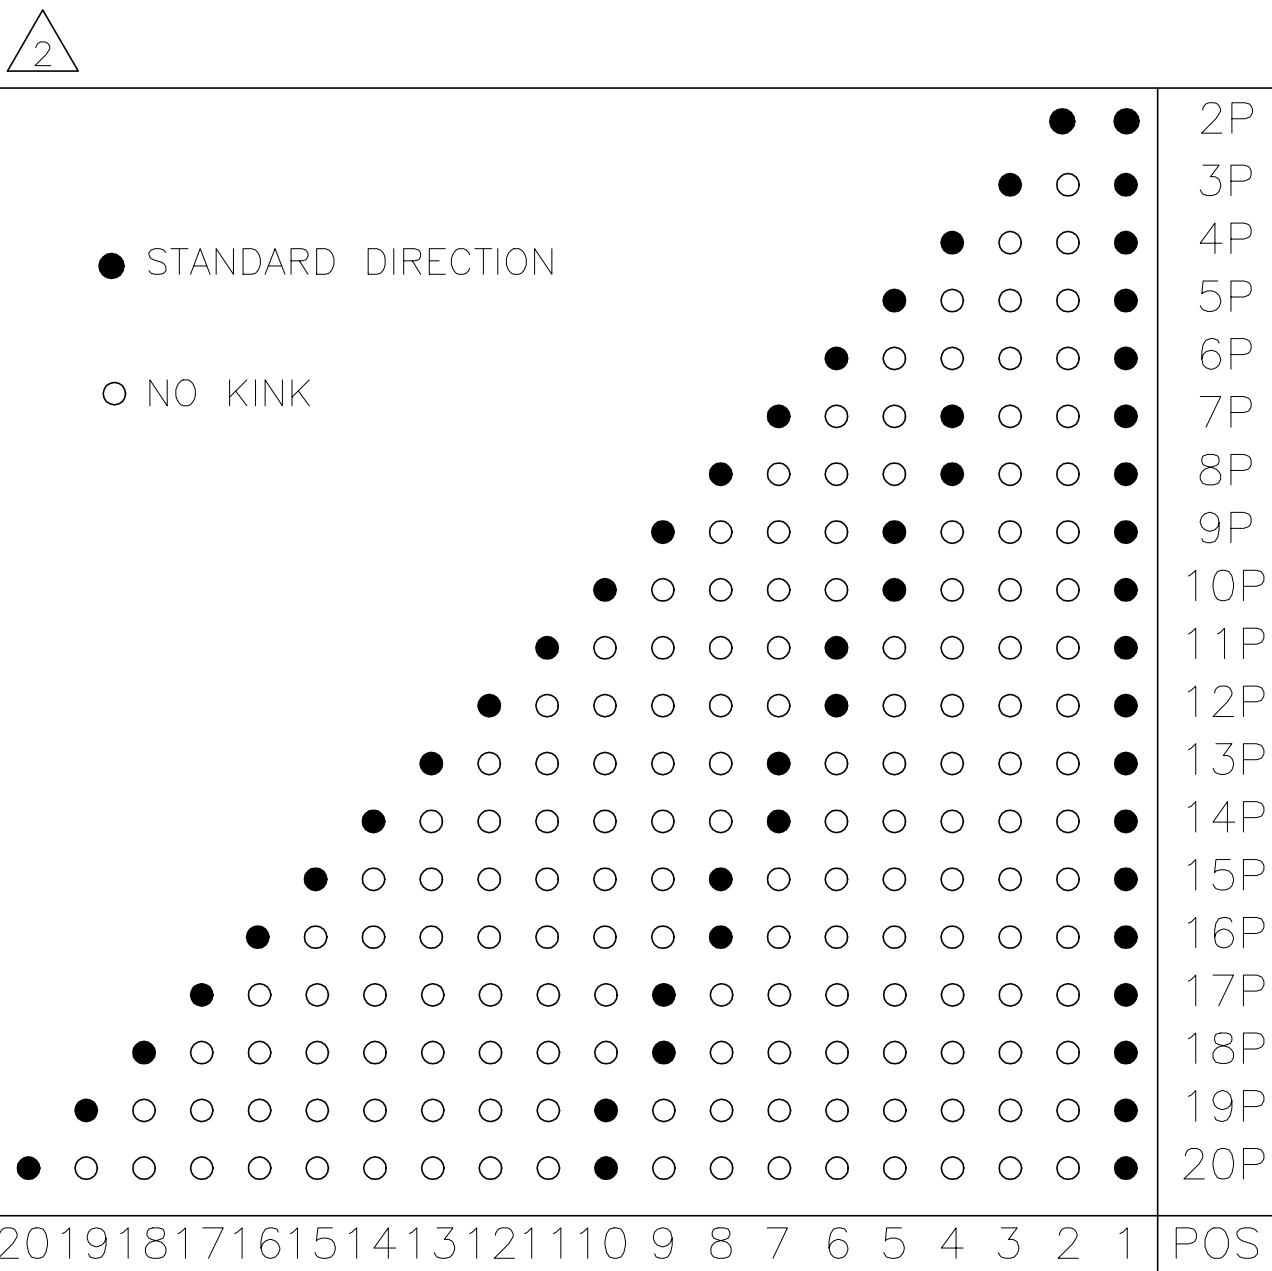 2
2P
3P
4P
STANDARD DIRECTION
5P
6P
NO KINK
7P
8P
9P
10P
11P
12P
13P
14P
15P
16P
17P
18P
19P
20P
20 19 18 17 16 15 14 13 12 11 10 9 8 7 6 5 4 3 2 1 POS